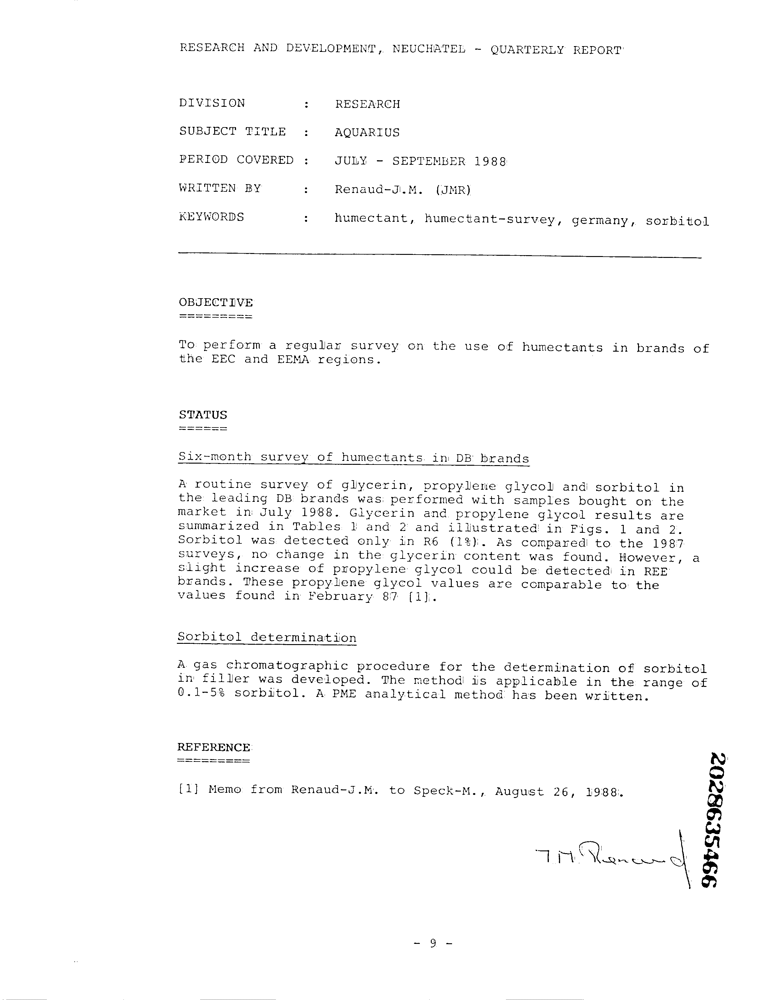 RESEARCH AND DEVELOPMENT, NEUCHATEL - QUARTERLY REPORT
DIVISION : RESEARCH
SUBJECT TITLE : AQUARIUS
PERIOD COVERED : JULY - SEPTEMBER 1988
WRITTEN BY : Renaud-J.M. (JMR)
KEYWORDS : humectant, humectant-survey, germany, sorbitol
OBJECTIVE
=========
To perform a regular survey on the use of humectants in brands of
the EEC and EEMA regions.
STATUS
======
Six-month survey of humectants in DB brands
A routine survey of glycerin, propylene glycol and sorbitol in
the leading DB brands was performed with samples bought on the
market in July 1988. Glycerin and propylene glycol results are
summarized in Tables 1 and 2 and illustrated in Figs. 1 and 2.
Sorbitol was detected only in R6 (1%). As compared to the 1987
surveys, no change in the glycerin content was found. However, a
slight increase of propylene glycol could be detected in REE
brands. These propylene glycol values are comparable to the
values found in February 87 [1].
Sorbitol determination
A gas chromatographic procedure for the determination of sorbitol
in filler was developed. The method is applicable in the range of
0.1-5% sorbitol. A PME analytical method has been written.
REFERENCE
=========
[1] Memo from Renaud-J.M. to Speck-M., August 26, 1988.
JM Renaud
2028635466
- 9 -